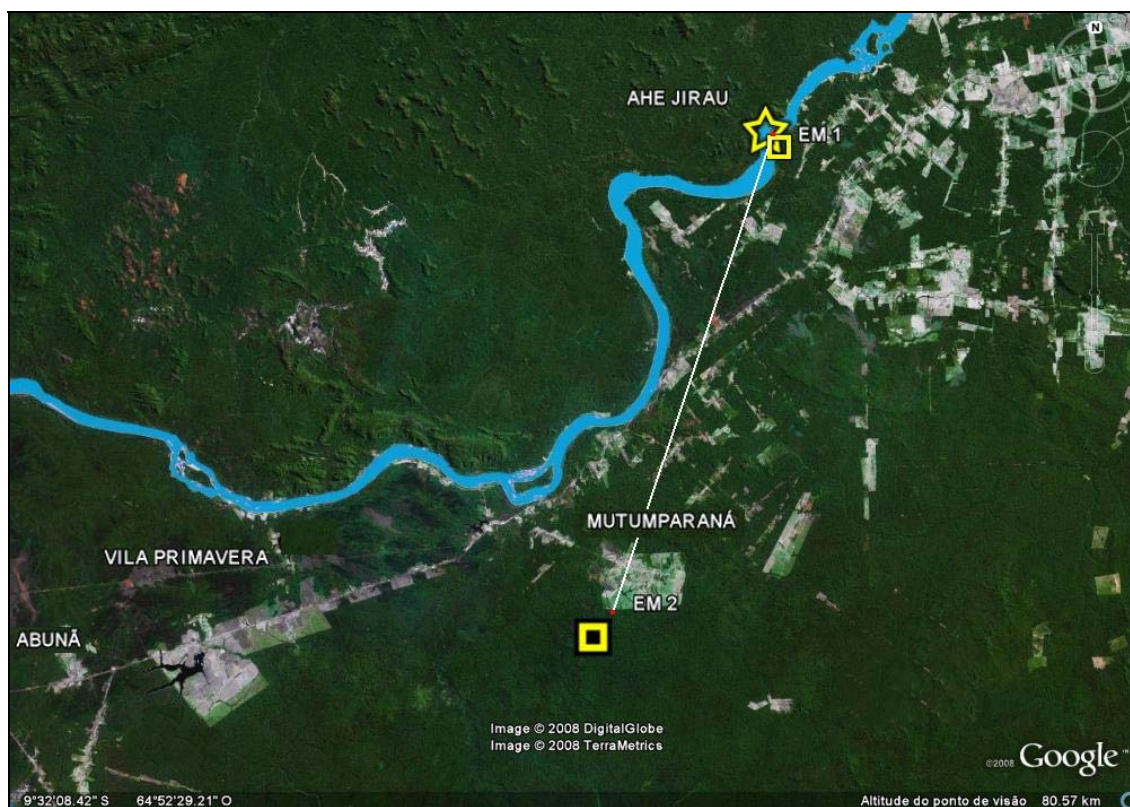 N
AHE JIRAU
EM 1
MUTUMPARANÁ
VILA PRIMAVERA
EM 2
ABUNÃ
Image © 2008 DigitalGlobe
Image © 2008 TerraMetrics
©2008 Google™
9°32'08.42" S 64°52'29.21" O Altitude do ponto de visão 80.57 km